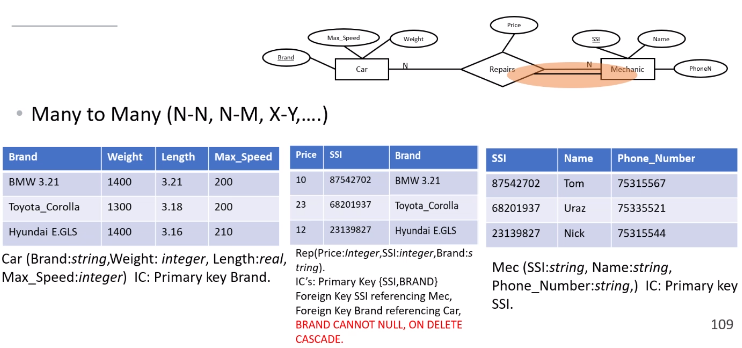 Price
Max_Speed
Weight
SSI
Name
Brand
Car
N
Repairs
N
Mechanic
PhoneN
• Many to Many (N-N, N-M, X-Y,....)
Brand Weight Length Max_Speed
BMW 3.21 1400 3.21 200
Toyota_Corolla 1300 3.18 200
Hyundai E.GLS 1400 3.16 210
Car (Brand:string,Weight: integer, Length:real,
Max_Speed:integer) IC: Primary key Brand.
Price SSI Brand
10 87542702 BMW 3.21
23 68201937 Toyota_Corolla
12 23139827 Hyundai E.GLS
Rep(Price:Integer,SSI:integer,Brand:s
tring).
IC's: Primary Key {SSI,BRAND}
Foreign Key SSI referencing Mec,
Foreign Key Brand referencing Car,
BRAND CANNOT NULL, ON DELETE
CASCADE.
SSI Name Phone_Number
87542702 Tom 75315567
68201937 Uraz 75335521
23139827 Nick 75315544
Mec (SSI:string, Name:string,
Phone_Number:string,) IC: Primary key
SSI.
109